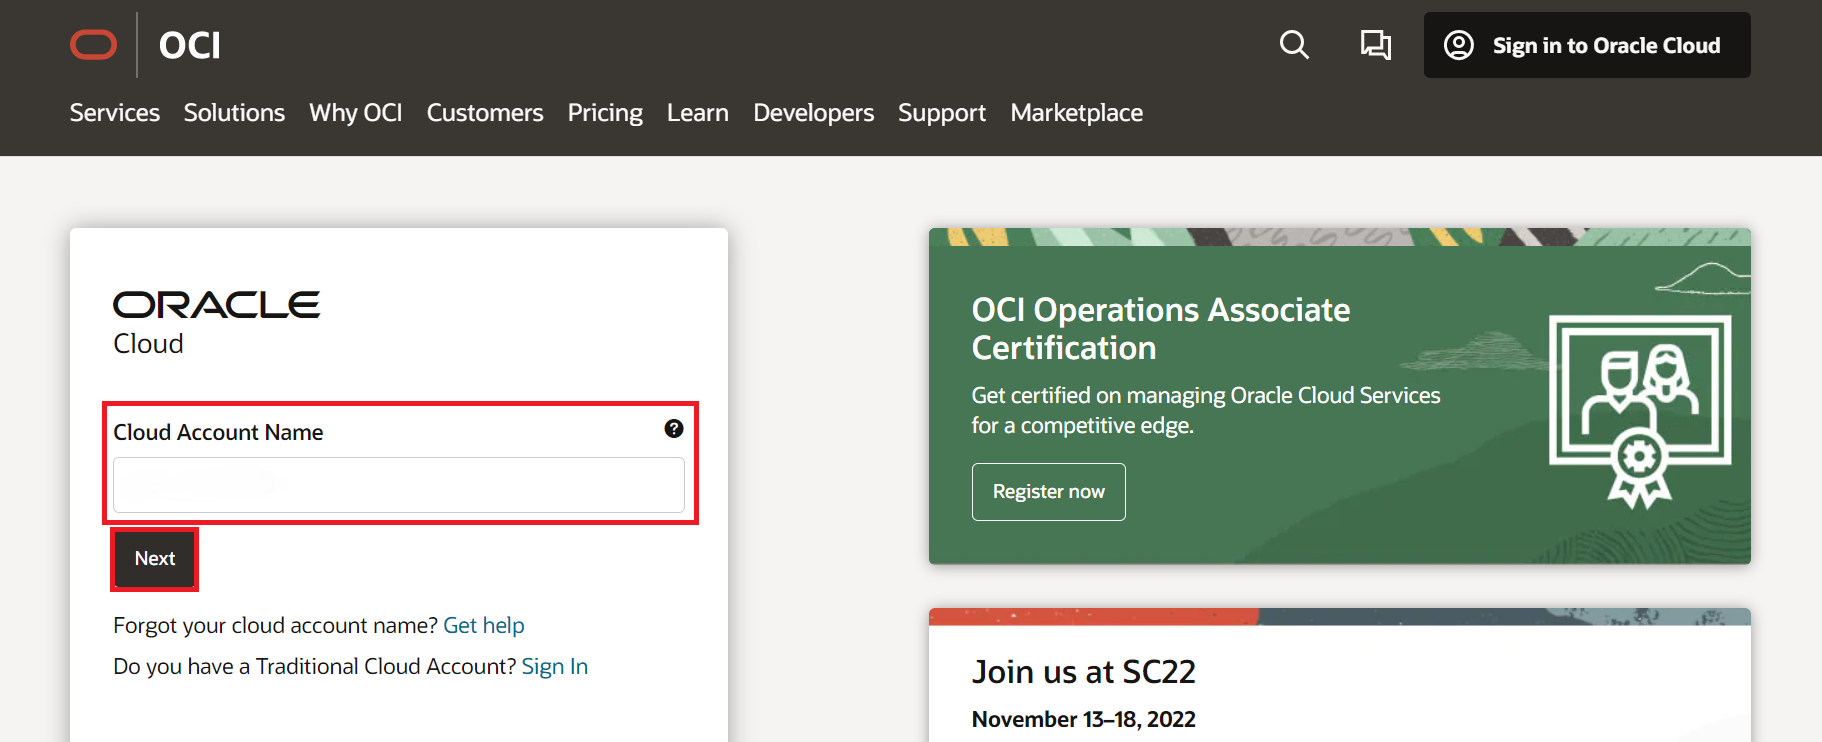 OCI
Sign in to Oracle Cloud
Services Solutions Why OCI Customers Pricing Learn Developers Support Marketplace
ORACLE
Cloud
Cloud Account Name
?
Next
Forgot your cloud account name? Get help
Do you have a Traditional Cloud Account? Sign In
OCI Operations Associate
Certification
Get certified on managing Oracle Cloud Services
for a competitive edge.
Register now
Join us at SC22
November 13–18, 2022